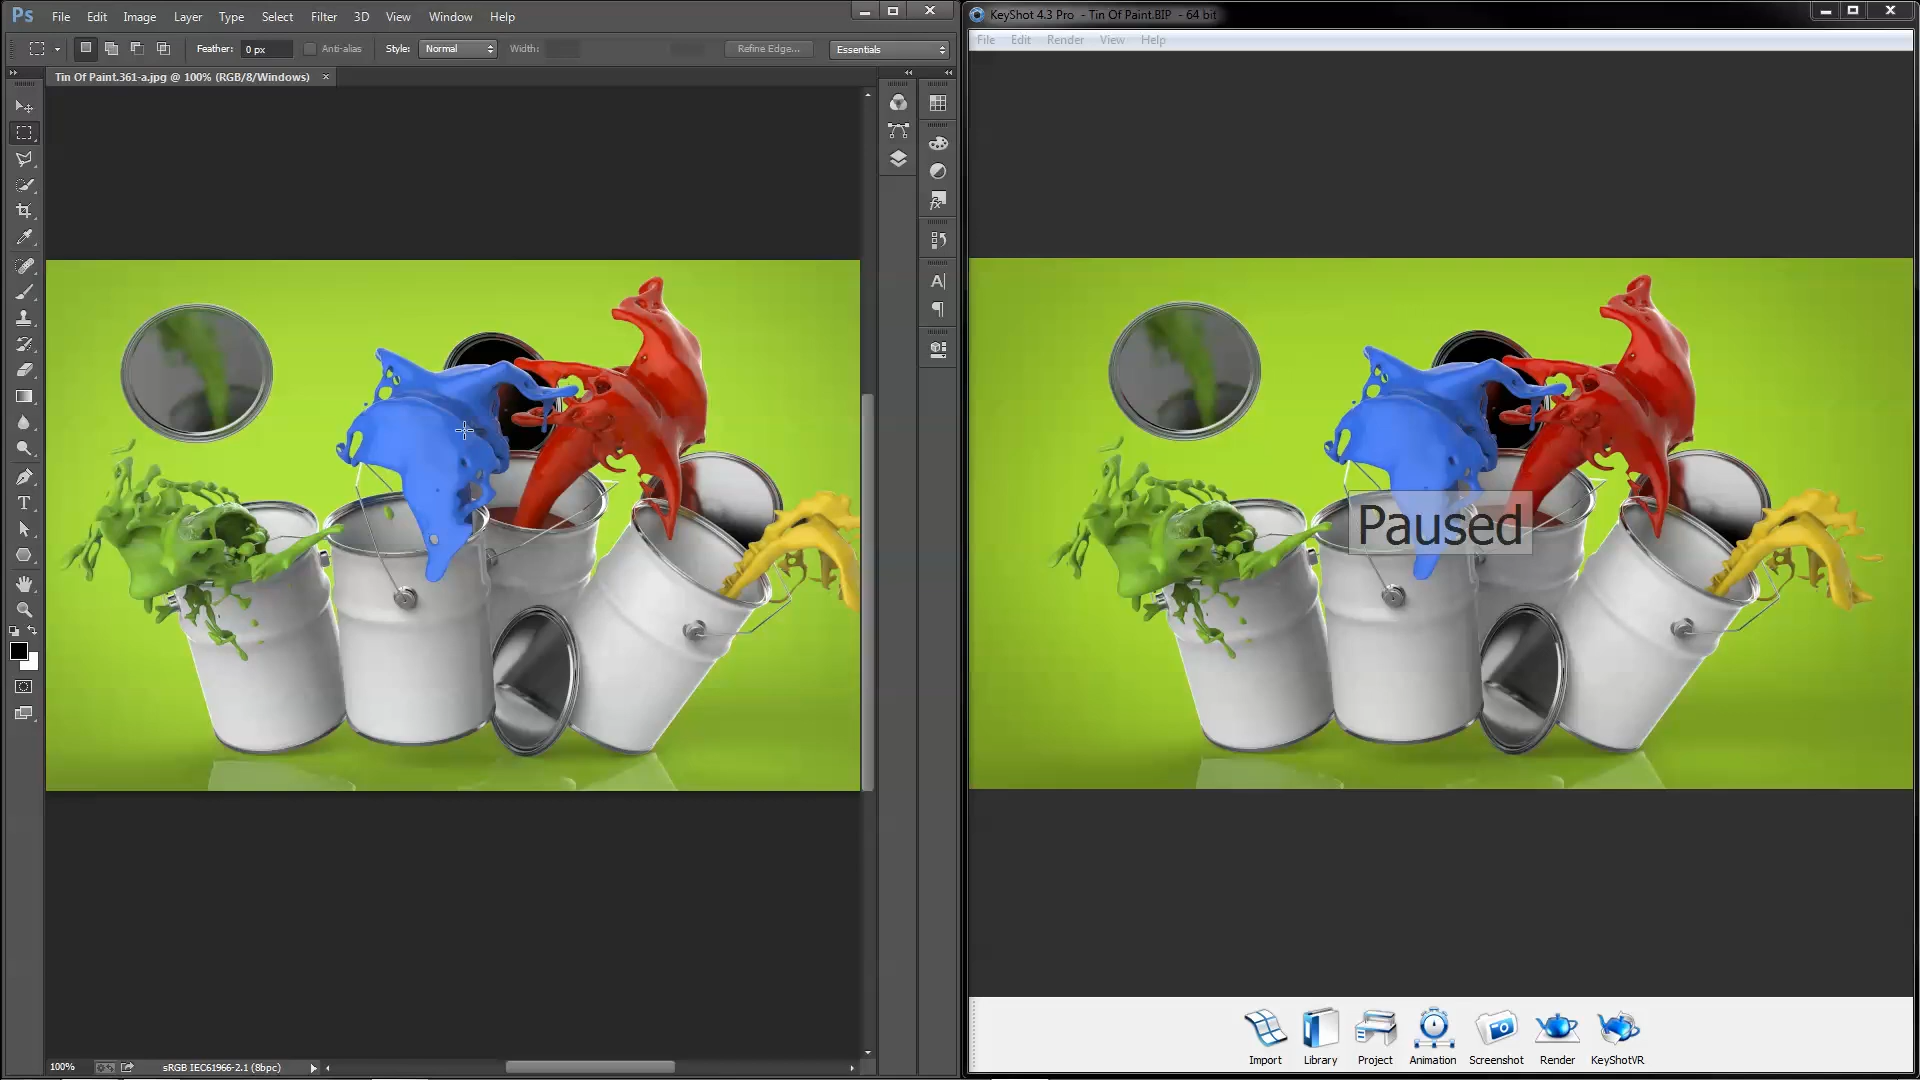 Ps File Edit Image Layer Type Select Filter 3D View Window Help
Feather: 0 px Anti-alias Style: Normal Width: Refine Edge... Essentials
Tin Of Paint.361-a.jpg @ 100% (RGB/8/Windows) ×
100% sRGB IEC61966-2.1 (8bpc)
KeyShot 4.3 Pro - Tin Of Paint.BIP - 64 bit
File Edit Render View Help
Paused
Import Library Project Animation Screenshot Render KeyShotVR